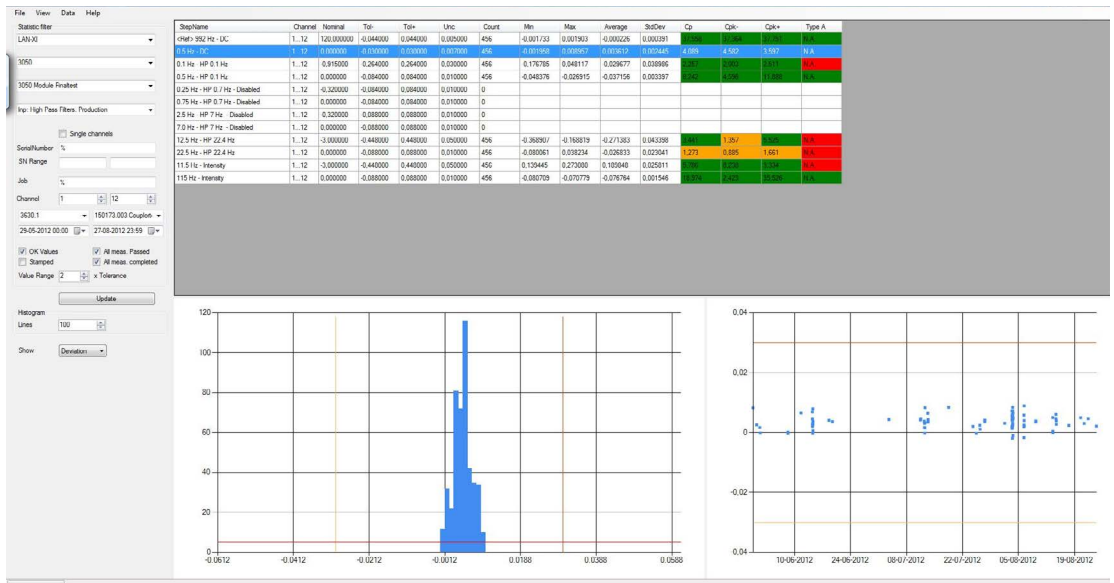 File View Data Help
Statistic filter
LAN-XI
3050
3050 Module Finaltest
Inp: High Pass Filters. Production
Single channels
SerialNumber %
SN Range
Job %
Channel 1 12
3630.1 150173.003 Couplon
29-05-2012 00:00 27-08-2012 23:59
OK Values All meas. Passed
Stamped All meas. completed
Value Range 2 x Tolerance
Update
Histogram
Lines 100
Show Deviation
StepName Channel Nominal Tol- Tol+ Unc Count Min Max Average StdDev Cp Cpk- Cpk+ Type A
<Ref> 992 Hz - DC 1...12 120,000000 -0,044000 0,044000 0,005000 456 -0,001733 0,001903 -0,000226 0,000391 N.A
0.5 Hz - DC 1...12 0,000000 -0,030000 0,030000 0,007000 456 -0,001968 0,008957 0,003612 0,002445 4,089 4,582 3,597 N.A
0.1 Hz - HP 0.1 Hz 1...12 0,915000 0,264000 0,030000 456 0,176785 0,048117 0,029677 0,038986 N.A
0.5 Hz - HP 0.1 Hz 1...12 0,000000 -0,084000 0,084000 0,010000 456 -0,048376 -0,026915 -0,037156 0,003397 N.A
0.25 Hz - HP 0.7 Hz - Disabled 1...12 -0,320000 -0,084000 0,084000 0,010000 0
0.75 Hz - HP 0.7 Hz - Disabled 1...12 0,000000 -0,084000 0,084000 0,010000 0
2.5 Hz - HP 7 Hz - Disabled 1...12 0,320000 0,088000 0,088000 0,010000 0
7.0 Hz - HP 7 Hz - Disabled 1...12 0,000000 -0,088000 0,088000 0,010000 0
12.5 Hz - HP 22.4 Hz 1...12 -3,000000 -0,448000 0,448000 0,050000 456 -0,368907 -0,168819 -0,271383 0,043398 1,357 N.A
22.5 Hz - HP 22.4 Hz 1...12 0,000000 -0,088000 0,088000 0,010000 456 -0,080061 0,038234 -0,026833 0,023041 1,273 0,885 1,661 N.A
11.5 Hz - Intensity 1...12 -3,000000 -0,448000 0,448000 0,050000 456 0,139445 0,273080 0,189848 0,025811 N.A
115 Hz - Intensity 1...12 0,000000 -0,088000 0,088000 0,010000 456 -0,080709 -0,070779 -0,076764 0,001546 N.A
120
100
80
60
40
20
0
-0.0612 -0.0412 -0.0212 -0.0012 0.0188 0.0388 0.0588
0,04
0,02
0
-0,02
0,04
10-06-2012 24-06-2012 08-07-2012 22-07-2012 05-08-2012 19-08-2012